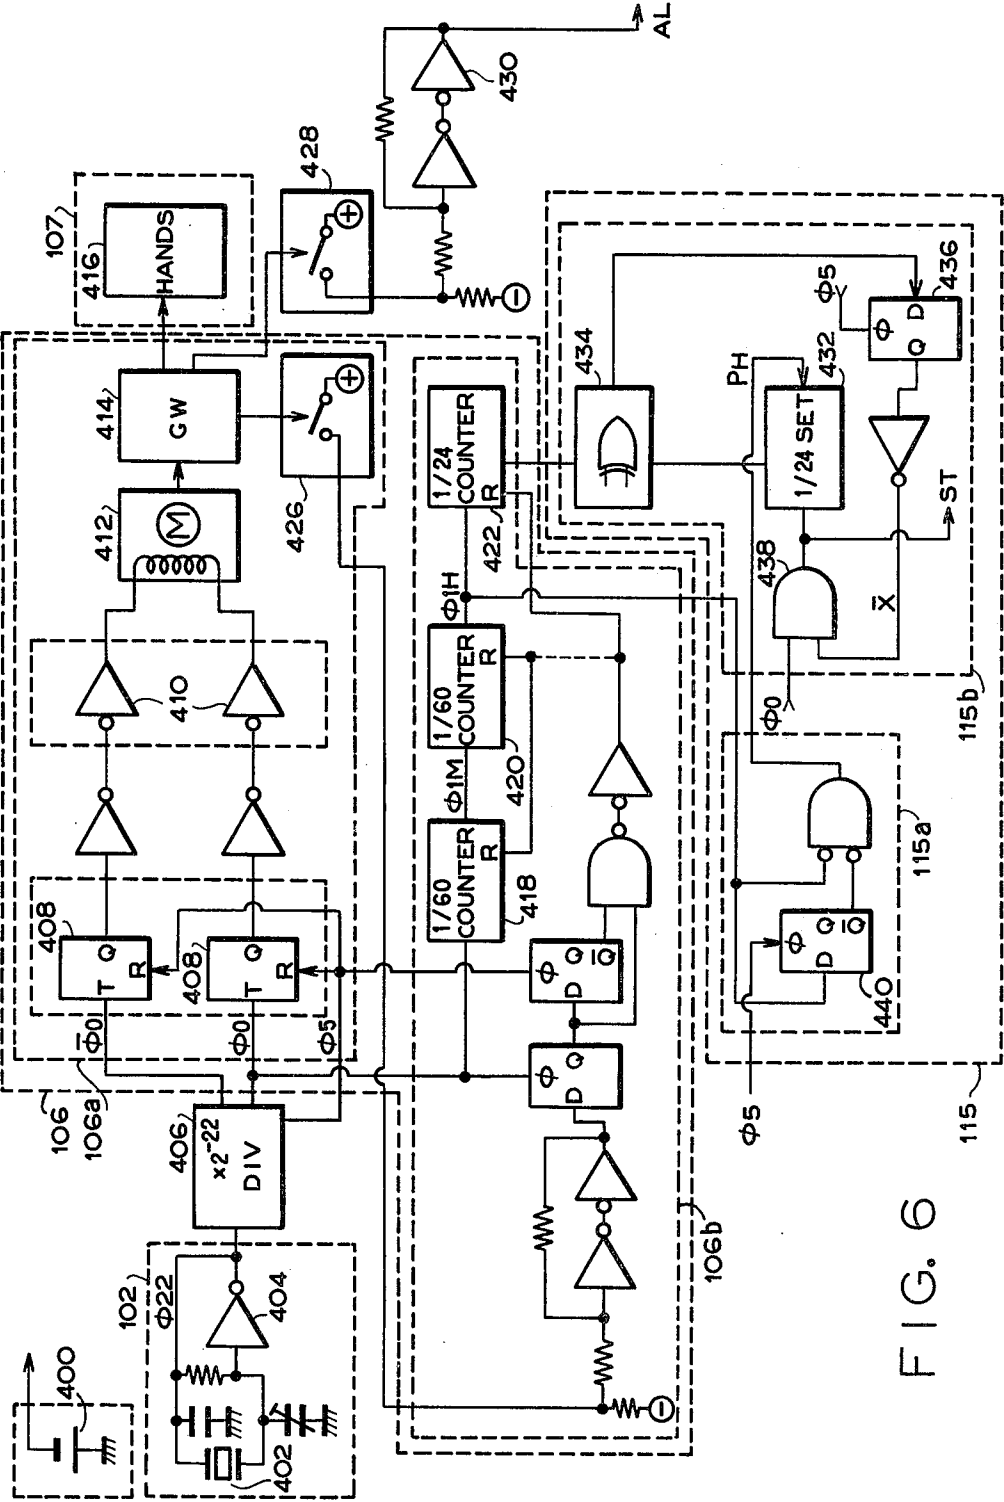 400
102
Φ22
402
404
406
×2⁻²²
DIV
106
106a
Φ̅0
Φ0
Φ5
408
T
Q
R
408
T
Q
R
410
412
M
414
GW
107
416
HANDS
426
+
428
+
−
430
AL
1/60
COUNTER
R
418
Φ1M
1/60
COUNTER
R
420
Φ1H
1/24
COUNTER
R
422
−
D
Φ
Q
D
Φ
Q
Q̅
106b
434
PH
1/24 SET
432
Φ5
Φ
D
Q
436
438
Φ0
X̅
ST
115b
Φ5
Φ
D
Q
Q̅
440
115a
115
FIG. 6